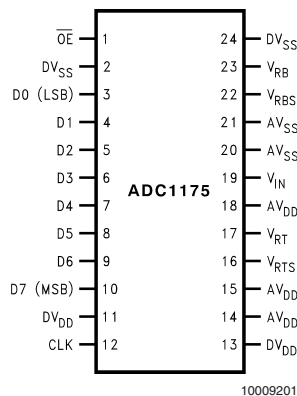 O̅E̅ 1 24 DVSS
DVSS 2 23 VRB
D0 (LSB) 3 22 VRBS
D1 4 21 AVSS
D2 5 20 AVSS
D3 6 19 VIN
ADC1175
D4 7 18 AVDD
D5 8 17 VRT
D6 9 16 VRTS
D7 (MSB) 10 15 AVDD
DVDD 11 14 AVDD
CLK 12 13 DVDD
10009201